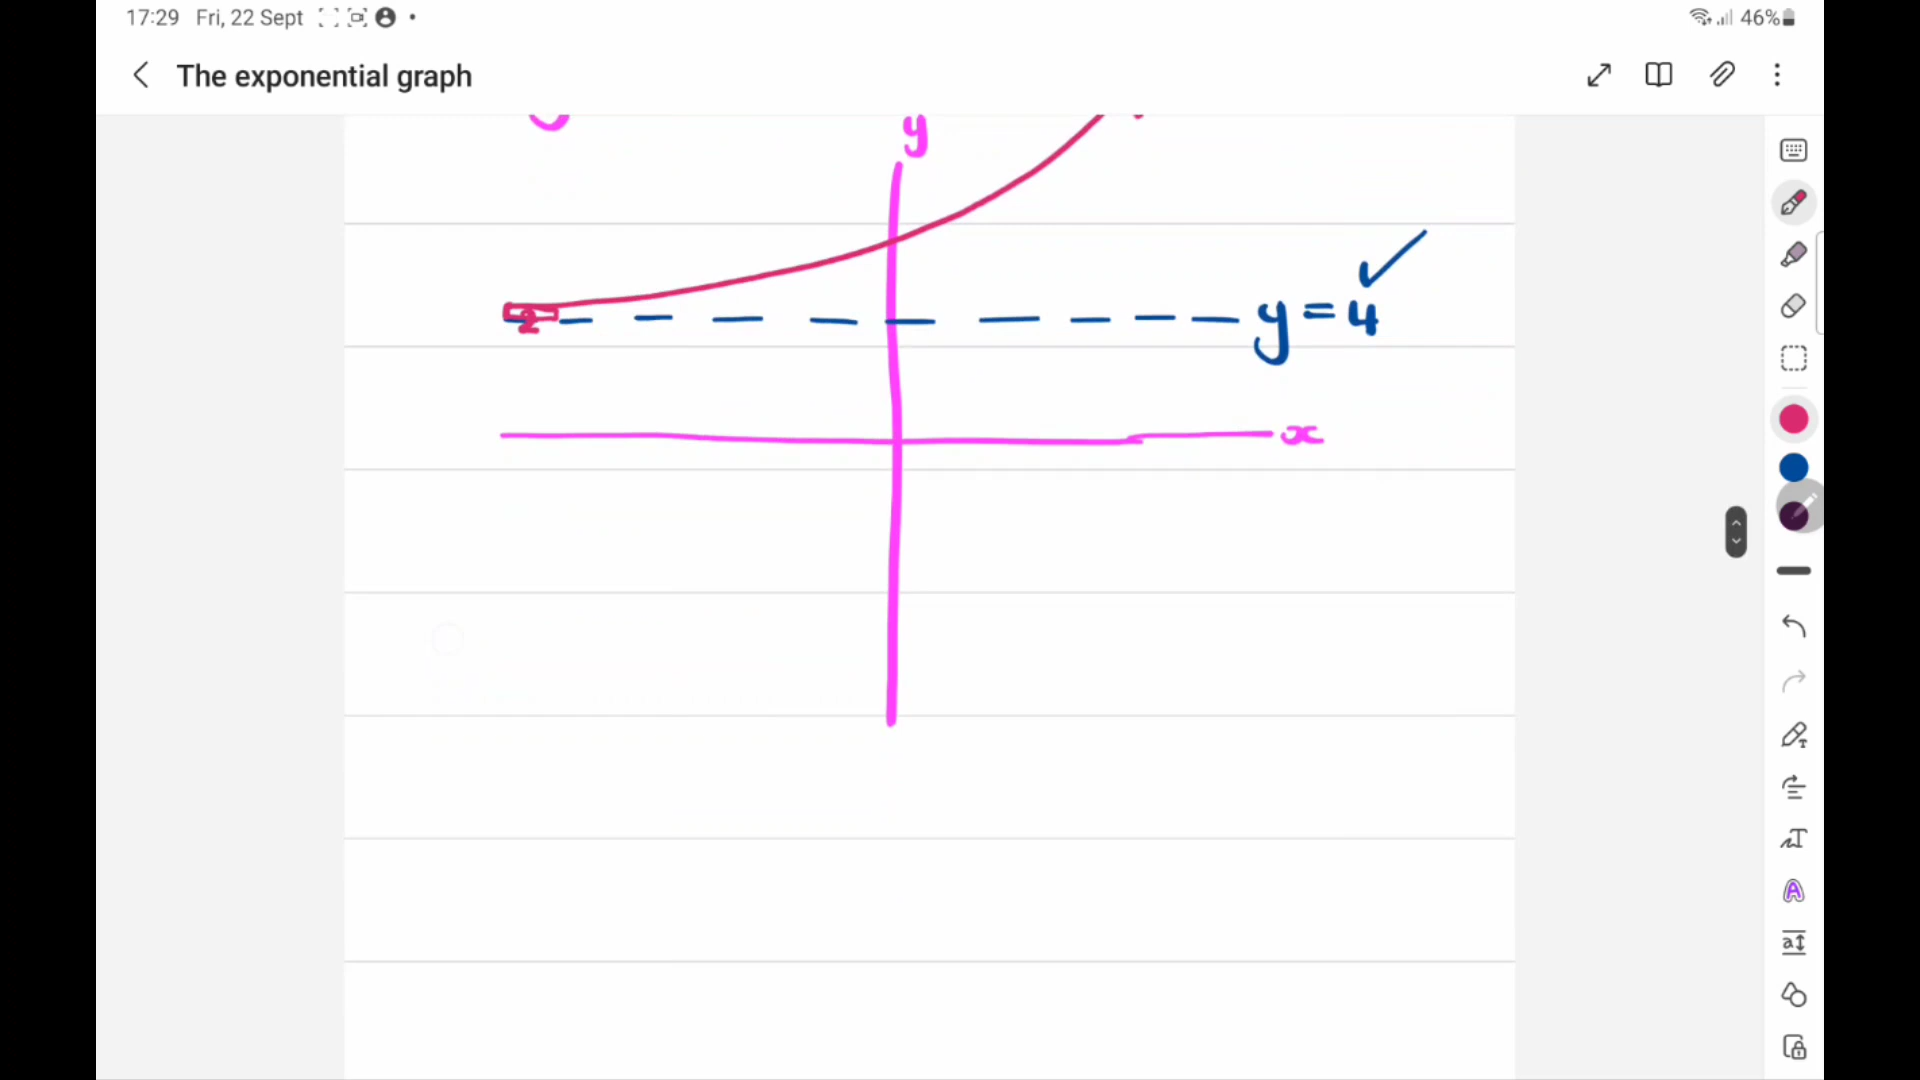 17:29 Fri, 22 Sept 46%
The exponential graph
y
y = 4
x